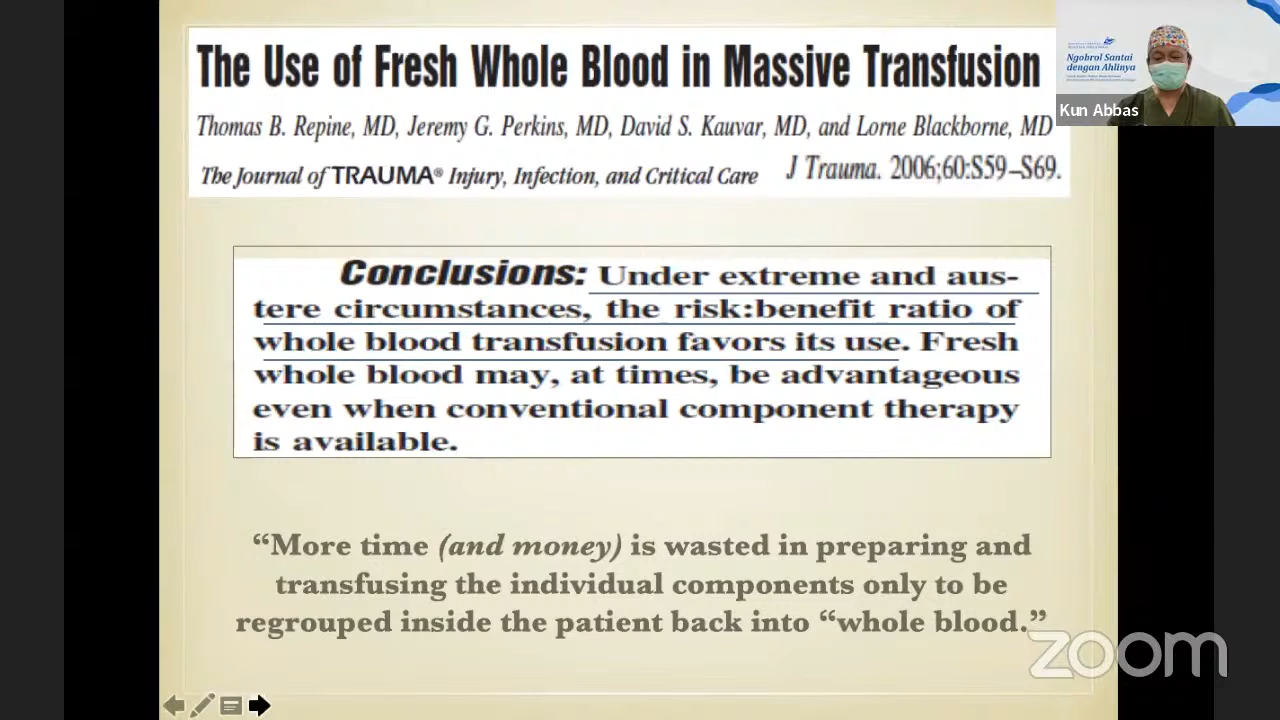 The Use of Fresh Whole Blood in Massive Transfusion
Thomas B. Repine, MD, Jeremy G. Perkins, MD, David S. Kauvar, MD, and Lorne Blackborne, MD
The Journal of TRAUMA® Injury, Infection, and Critical Care
J Trauma. 2006;60:S59–S69.
Ngobrol Santai
dengan Ahlinya
Kun Abbas
Conclusions: Under extreme and aus-
tere circumstances, the risk:benefit ratio of
whole blood transfusion favors its use. Fresh
whole blood may, at times, be advantageous
even when conventional component therapy
is available.
“More time (and money) is wasted in preparing and
transfusing the individual components only to be
regrouped inside the patient back into “whole blood.”
zoom